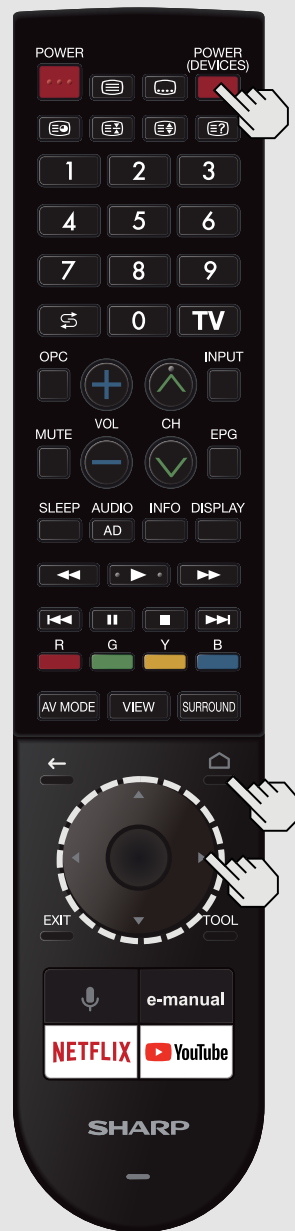 POWER POWER
(DEVICES)
1 2 3
4 5 6
7 8 9
0 TV
OPC INPUT
MUTE VOL CH EPG
SLEEP AUDIO INFO DISPLAY
AD
R G Y B
AV MODE VIEW SURROUND
EXIT TOOL
e-manual
NETFLIX YouTube
SHARP